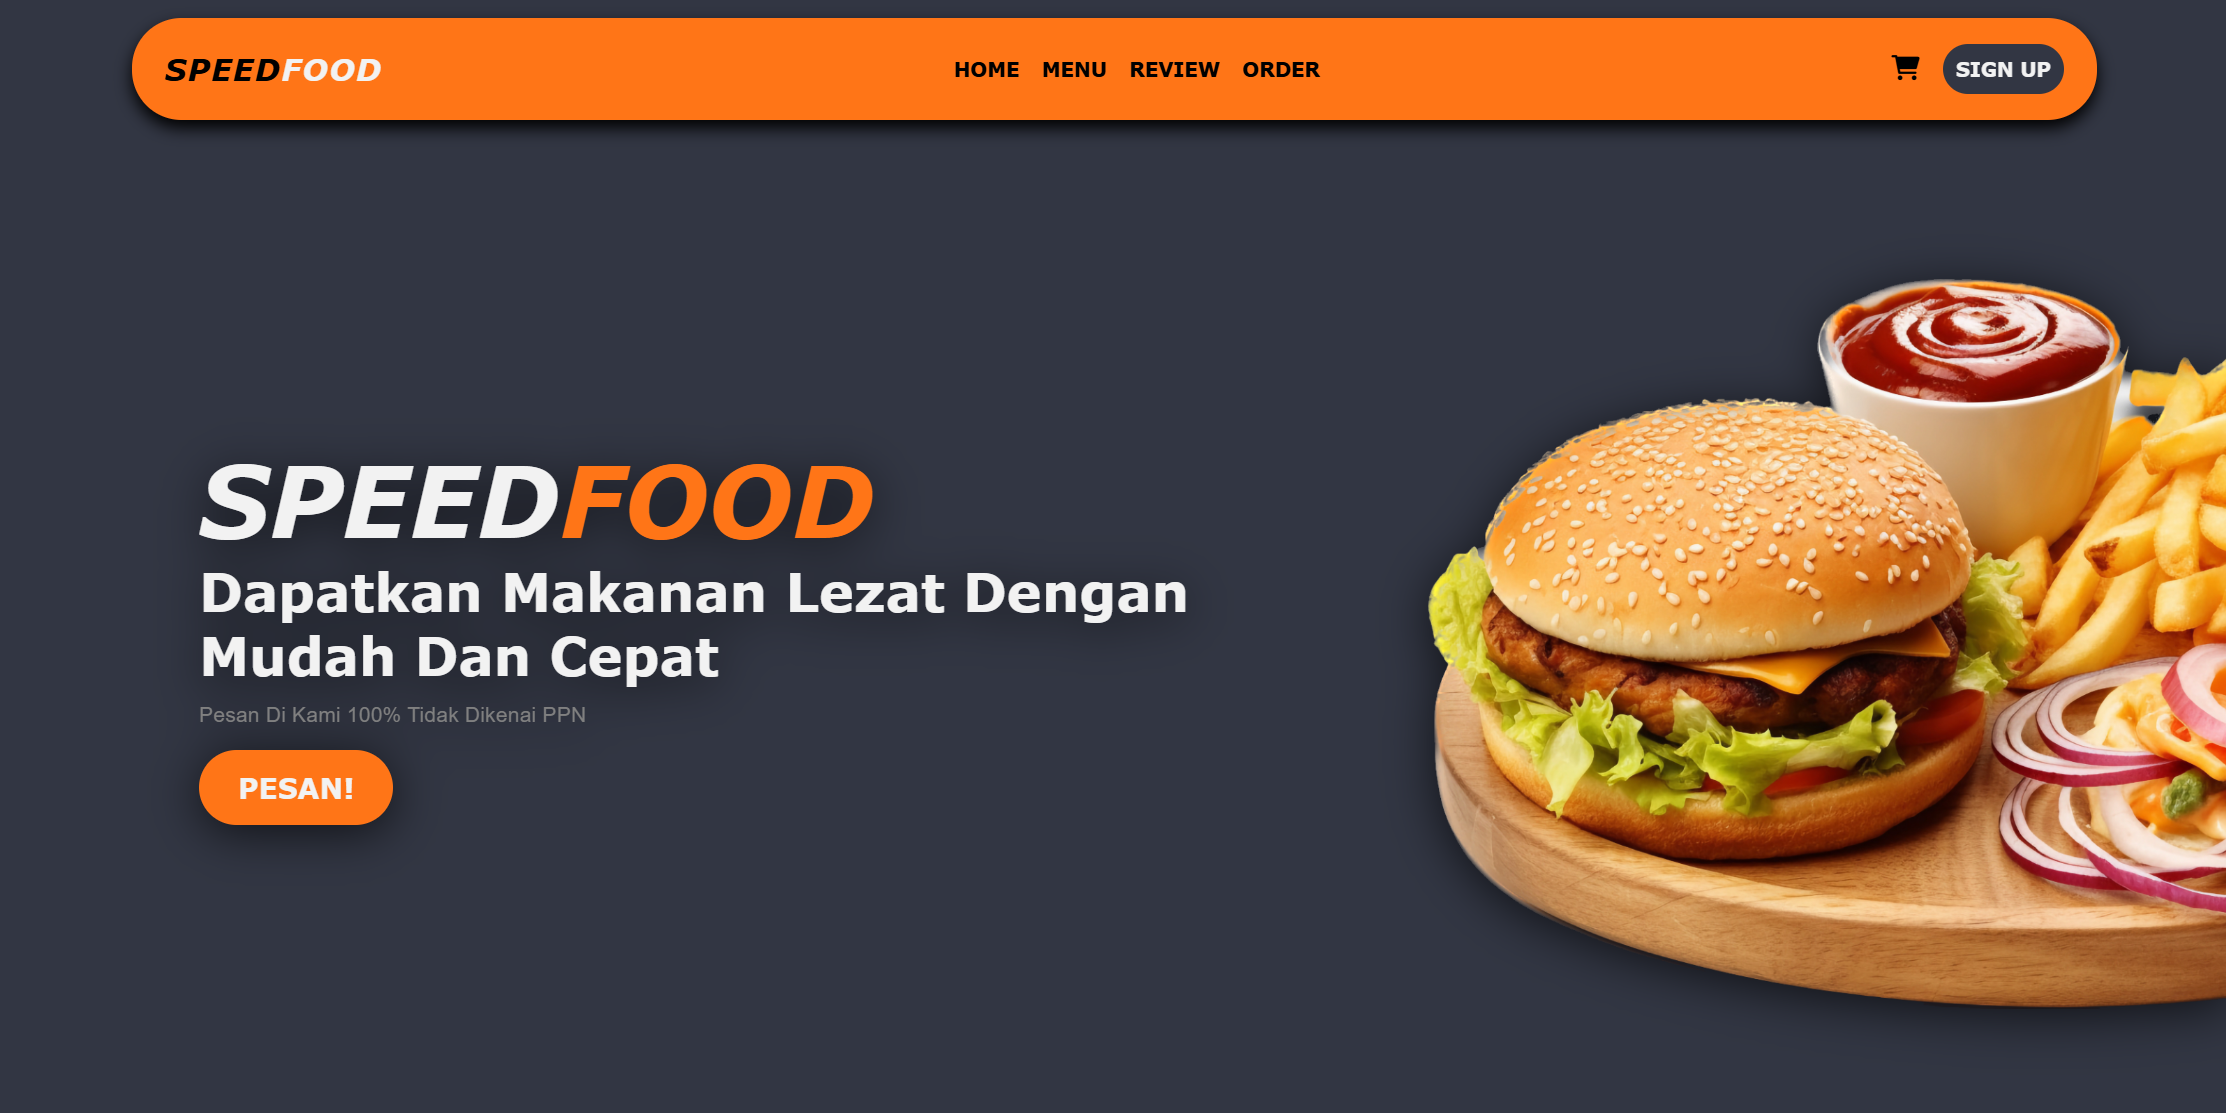 SPEEDFOOD
HOME MENU REVIEW ORDER
SIGN UP
SPEEDFOOD
Dapatkan Makanan Lezat Dengan
Mudah Dan Cepat
Pesan Di Kami 100% Tidak Dikenai PPN
PESAN!